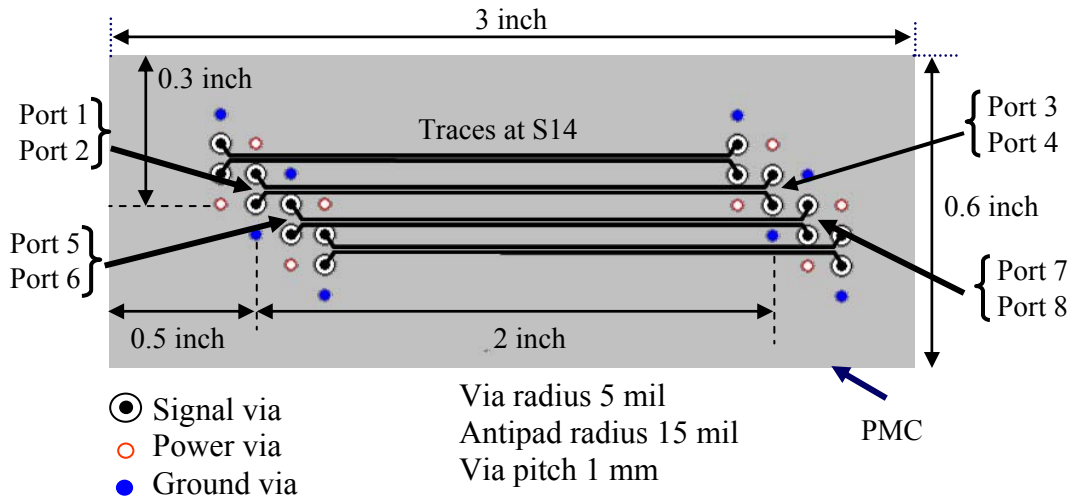 3 inch
0.3 inch
Port 1
Port 2
Traces at S14
Port 3
Port 4
0.6 inch
Port 5
Port 6
Port 7
Port 8
0.5 inch
2 inch
Signal via
Power via
Ground via
Via radius 5 mil
Antipad radius 15 mil
Via pitch 1 mm
PMC